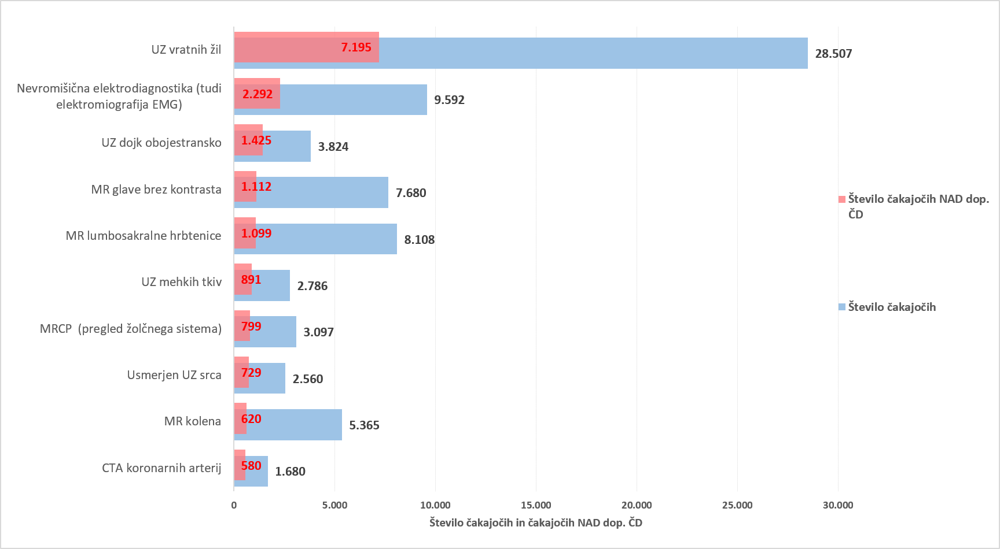 UZ vratnih žil
7.195
28.507
Nevromišična elektrodiagnostika (tudi
elektromiografija EMG)
2.292
9.592
UZ dojk obojestransko
1.425
3.824
MR glave brez kontrasta
1.112
7.680
MR lumbosakralne hrbtenice
1.099
8.108
UZ mehkih tkiv
891
2.786
MRCP  (pregled žolčnega sistema)
799
3.097
Usmerjen UZ srca
729
2.560
MR kolena
620
5.365
CTA koronarnih arterij
580
1.680
0
5.000
10.000
15.000
20.000
25.000
30.000
Število čakajočih in čakajočih NAD dop. ČD
Število čakajočih NAD dop.
ČD
Število čakajočih